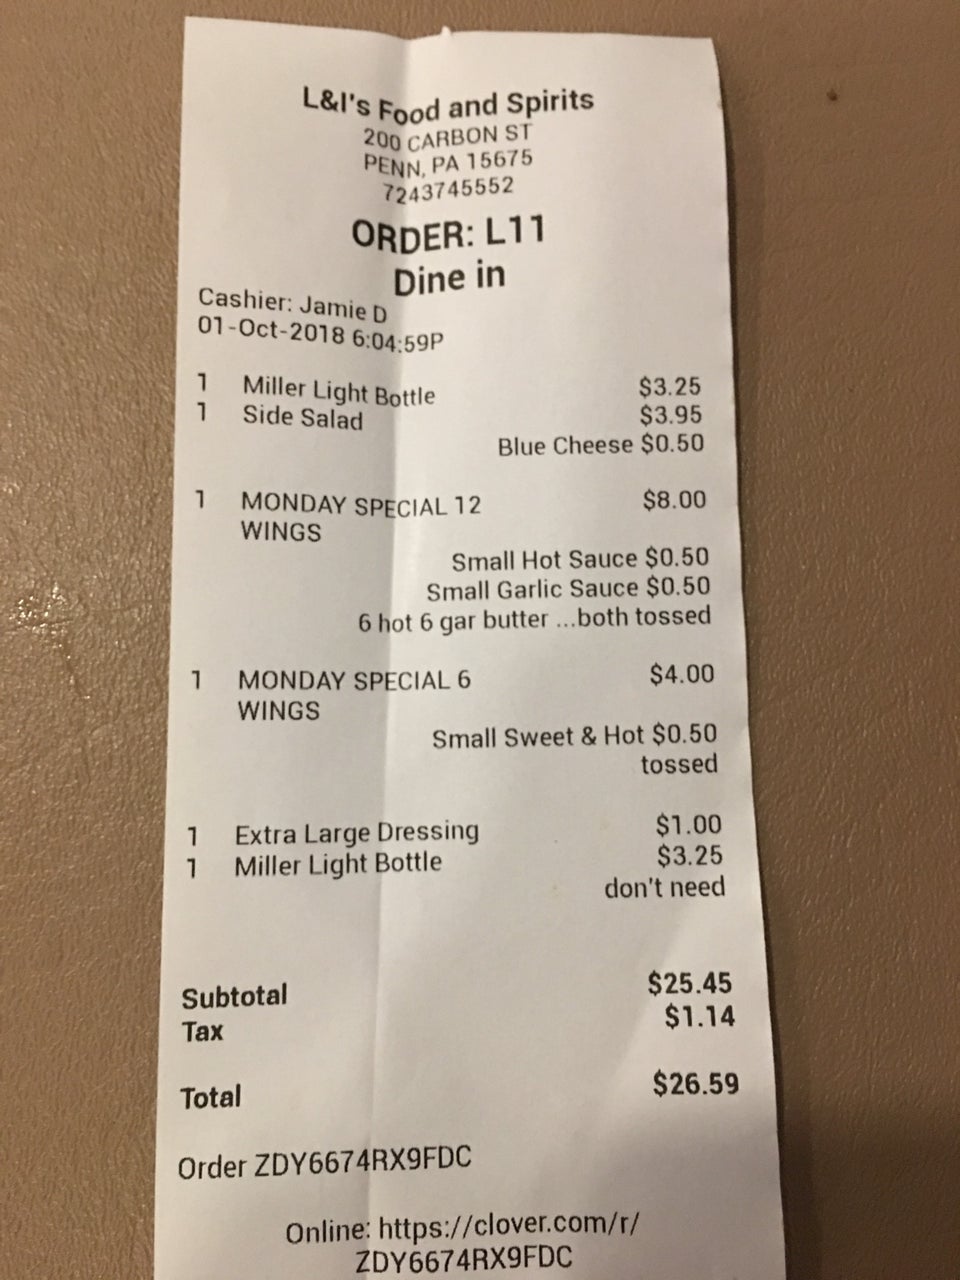 L&I's Food and Spirits
200 CARBON ST
PENN, PA 15675
7243745552
ORDER: L11
Dine in
Cashier: Jamie D
01-Oct-2018 6:04:59P
1 Miller Light Bottle $3.25
1 Side Salad $3.95
Blue Cheese $0.50
1 MONDAY SPECIAL 12 $8.00
WINGS
Small Hot Sauce $0.50
Small Garlic Sauce $0.50
6 hot 6 gar butter ...both tossed
1 MONDAY SPECIAL 6 $4.00
WINGS
Small Sweet & Hot $0.50
tossed
1 Extra Large Dressing $1.00
1 Miller Light Bottle $3.25
don't need
Subtotal $25.45
Tax $1.14
Total $26.59
Order ZDY6674RX9FDC
Online: https://clover.com/r/
ZDY6674RX9FDC